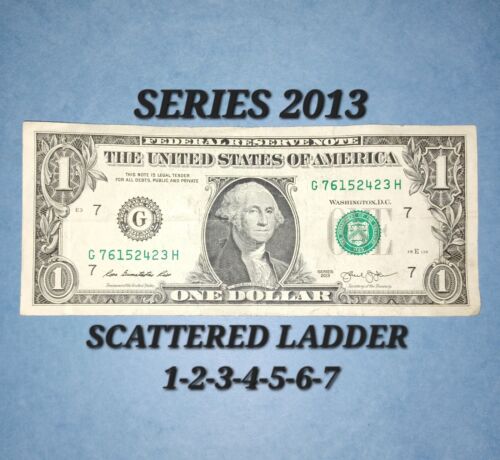 SERIES 2013
FEDERAL RESERVE NOTE
THE UNITED STATES OF AMERICA
THIS NOTE IS LEGAL TENDER
FOR ALL DEBTS, PUBLIC AND PRIVATE
G 76152423 H
WASHINGTON, D.C.
1
1
7
7
G
G 76152423 H
7
7
SERIES
2013
1
ONE DOLLAR
1
SCATTERED LADDER
1-2-3-4-5-6-7